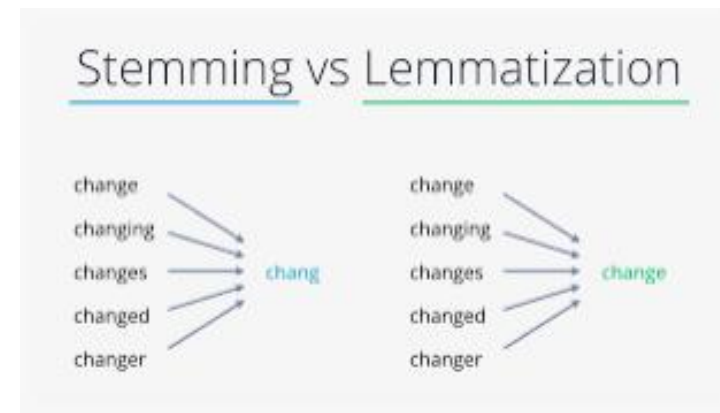 Stemming vs Lemmatization
change
changing
changes
changed
changer
chang
change
changing
changes
changed
changer
change